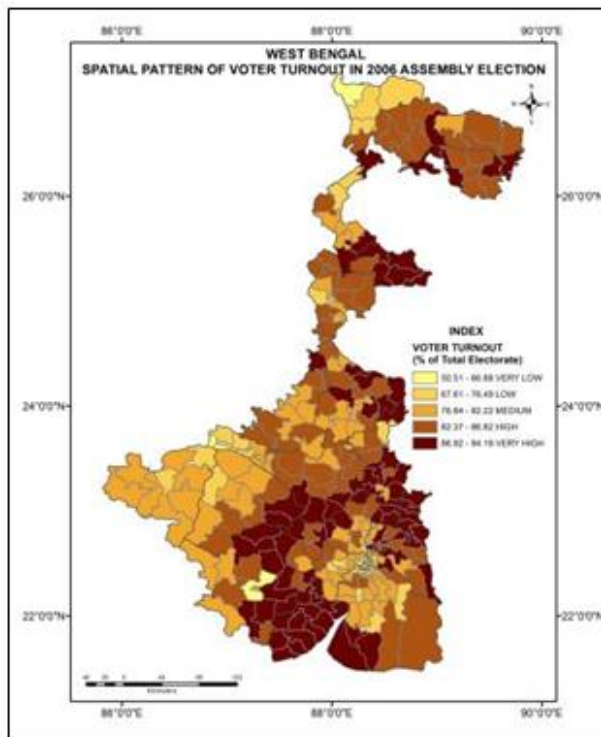 86°0'0"E 88°0'0"E 90°0'0"E
WEST BENGAL
SPATIAL PATTERN OF VOTER TURNOUT IN 2006 ASSEMBLY ELECTION
N
26°0'0"N 26°0'0"N
INDEX
VOTER TURNOUT
(% of Total Electorate)
VERY LOW
LOW
MEDIUM
HIGH
VERY HIGH
24°0'0"N 24°0'0"N
22°0'0"N 22°0'0"N
86°0'0"E 88°0'0"E 90°0'0"E